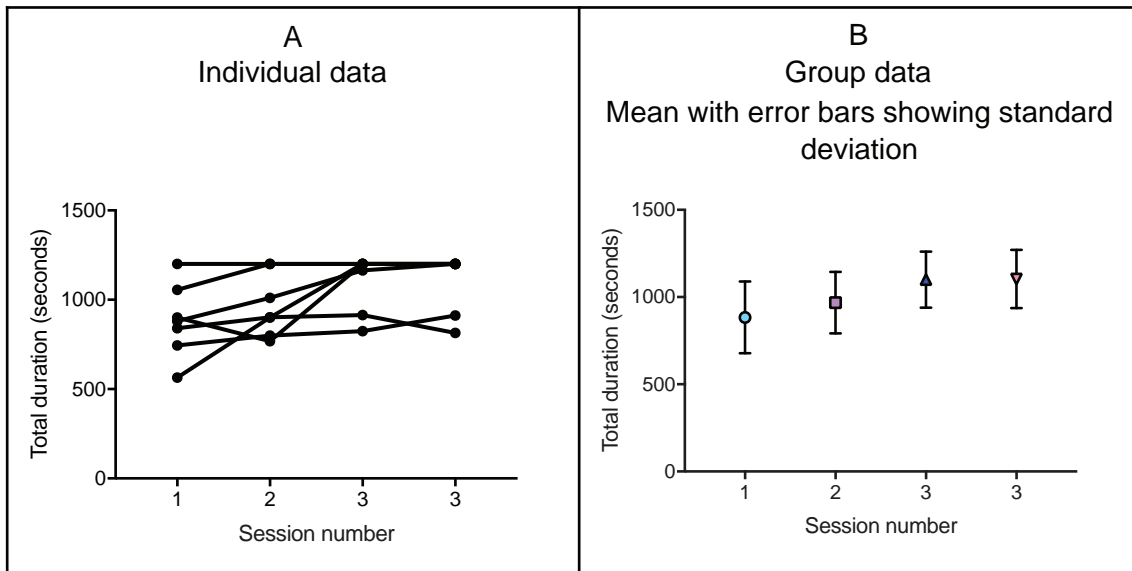 A
Individual data
1500
1000
500
0
Total duration (seconds)
1
2
3
3
Session number
B
Group data
Mean with error bars showing standard
deviation
1500
1000
500
0
Total duration (seconds)
1
2
3
3
Session number